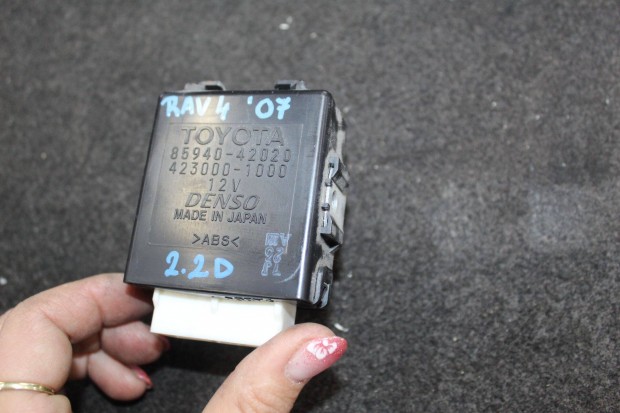 RAV4 '07
TOYOTA
85940-42020
423000-1000
12V
DENSO
MADE IN JAPAN
>ABS<
2.2D